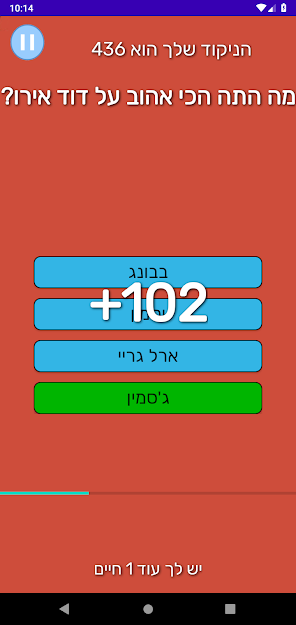 10:14
הניקוד שלך הוא 436
מה התה הכי אהוב על דוד אירו?
בבונג
+102
ארל גריי
ג'סמין
יש לך עוד 1 חיים